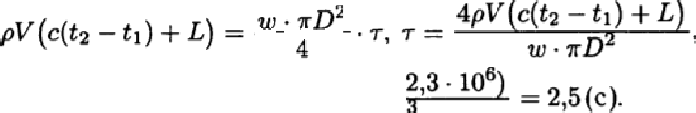 ρV(c(t₂ − t₁) + L) = w · πD² / 4 · τ, τ = 4ρV(c(t₂ − t₁) + L) / w · πD²,
2,3 · 10⁶) / 3 = 2,5 (с).